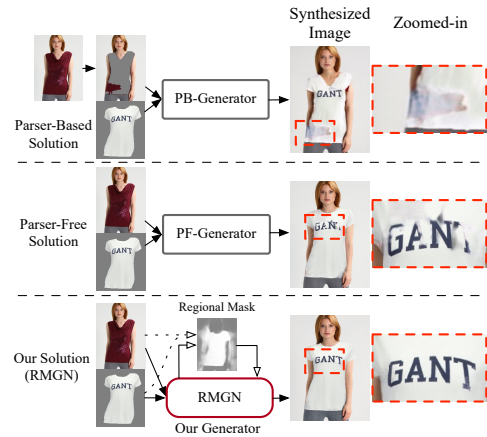 Synthesized
Image
Zoomed-in
GANT
PB-Generator
GANT
Parser-Based
Solution
GANT
Parser-Free
Solution
PF-Generator
GANT
GANT
Regional Mask
Our Solution
(RMGN)
GANT
RMGN
GANT
GANT
Our Generator